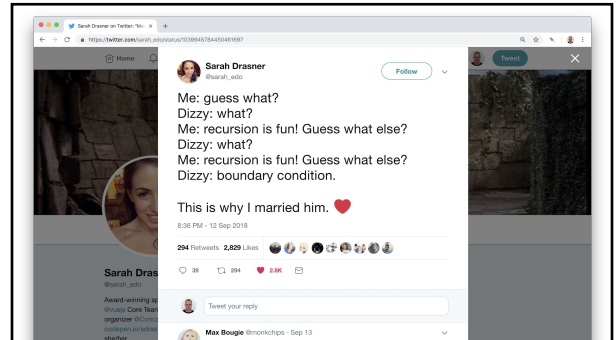 Sarah Drasner on Twitter: "Me
https://twitter.com/sarah_edo/status/1039945784450461697
Home
Tweet
Sarah Drasner
@sarah_edo
Follow
Me: guess what?
Dizzy: what?
Me: recursion is fun! Guess what else?
Dizzy: what?
Me: recursion is fun! Guess what else?
Dizzy: boundary condition.
This is why I married him. ❤️
8:36 PM - 12 Sep 2018
294 Retweets 2,829 Likes
39 294 2.8K
Tweet your reply
Max Bougie @monkchips · Sep 13
Sarah Dras
@sarah_edo
Award-winning sp
@vuejs Core Team
organizer @Conc
codepen.io/sdras
she/her